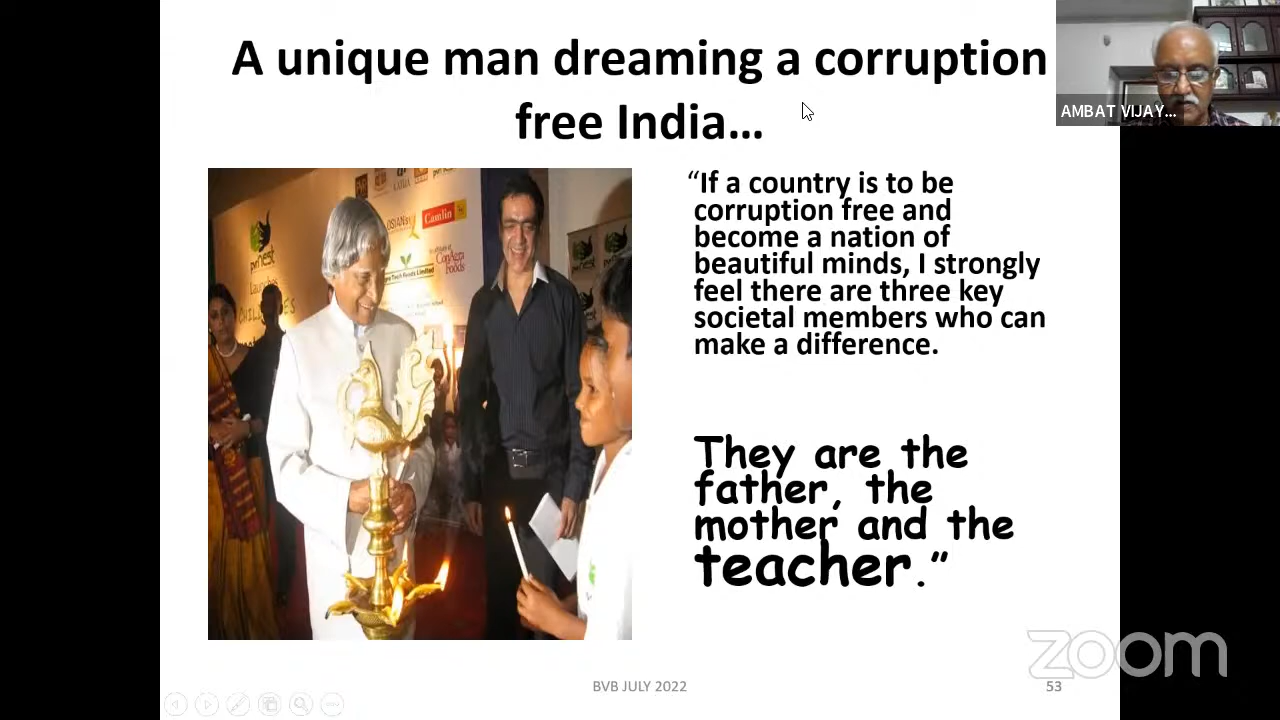 A unique man dreaming a corruption
free India...
AMBAT VIJAY...
“If a country is to be
corruption free and
become a nation of
beautiful minds, I strongly
feel there are three key
societal members who can
make a difference.
They are the
father, the
mother and the
teacher.”
Camlin
ConAgra
Foods
zoom
BVB JULY 2022
53